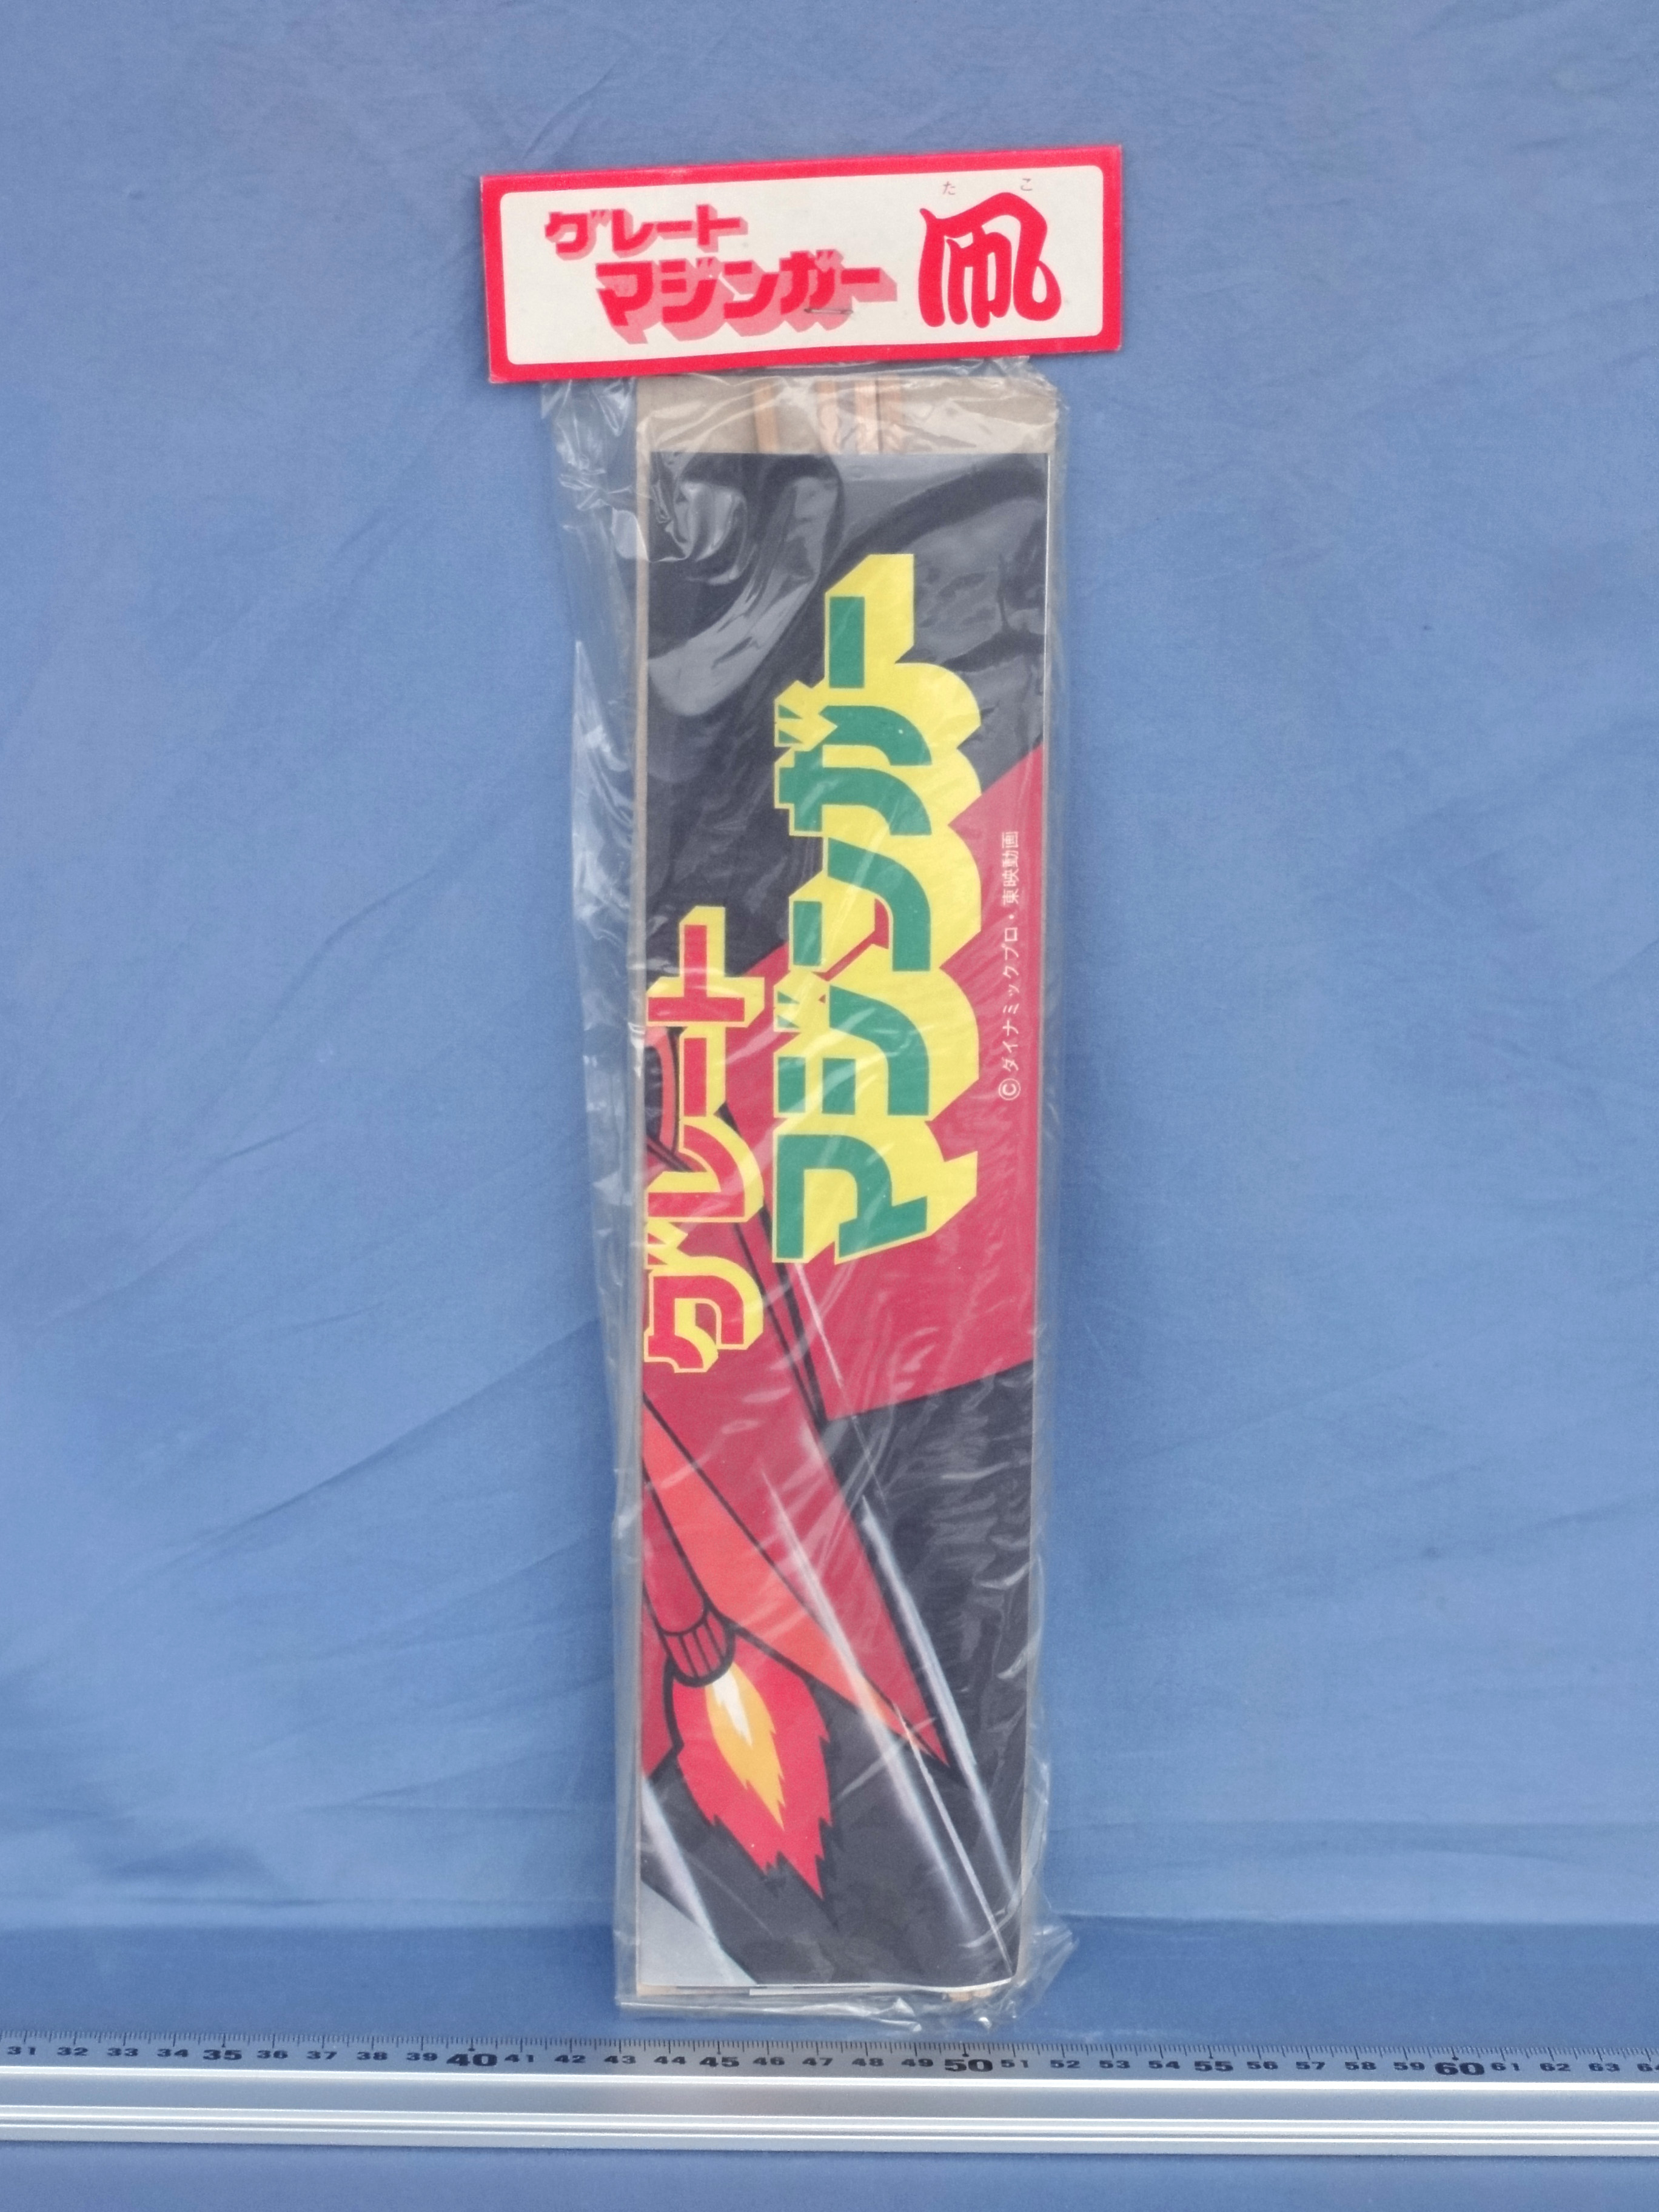 たこ
グレート
マジンガー 凧
グレート
マジンガー
©ダイナミックプロ・東映動画
31 32 33 34 35 36 37 38 39 40 41 42 43 44 45 46 47 48 49 50 51 52 53 54 55 56 57 58 59 60 61 62 63 64